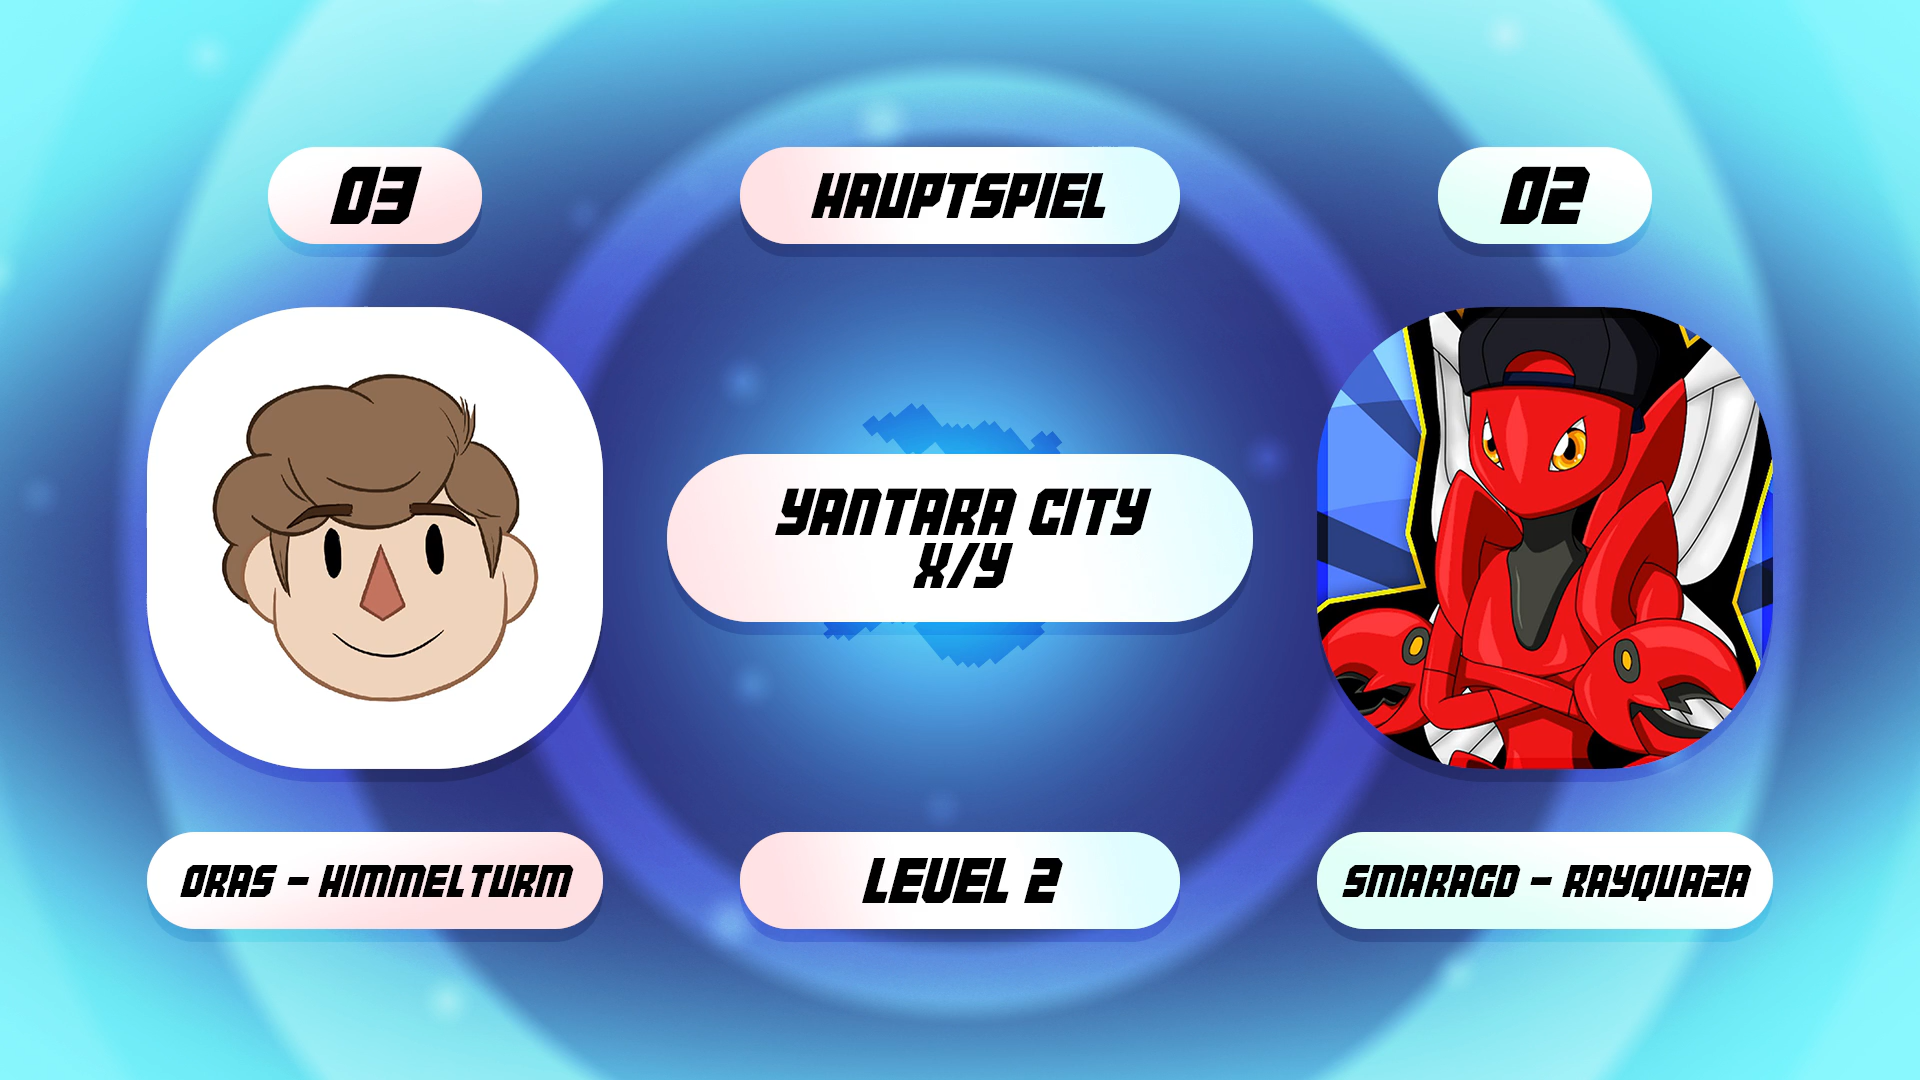 03
HAUPTSPIEL
02
YANTARA CITY
X/Y
ORAS - HIMMELTURM
LEVEL 2
SMARAGD - RAYQUAZA